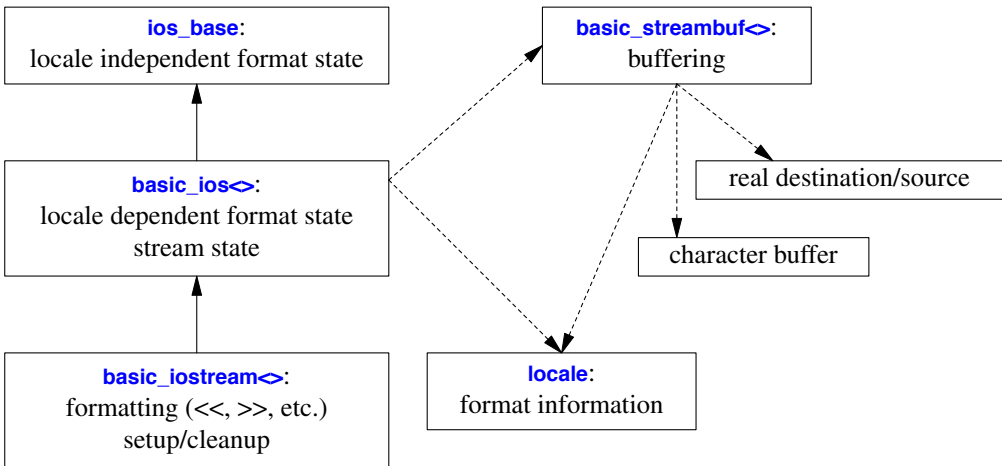 ios_base:
locale independent format state
basic_streambuf<>:
buffering
basic_ios<>:
locale dependent format state
stream state
real destination/source
character buffer
basic_iostream<>:
formatting (<<, >>, etc.)
setup/cleanup
locale:
format information